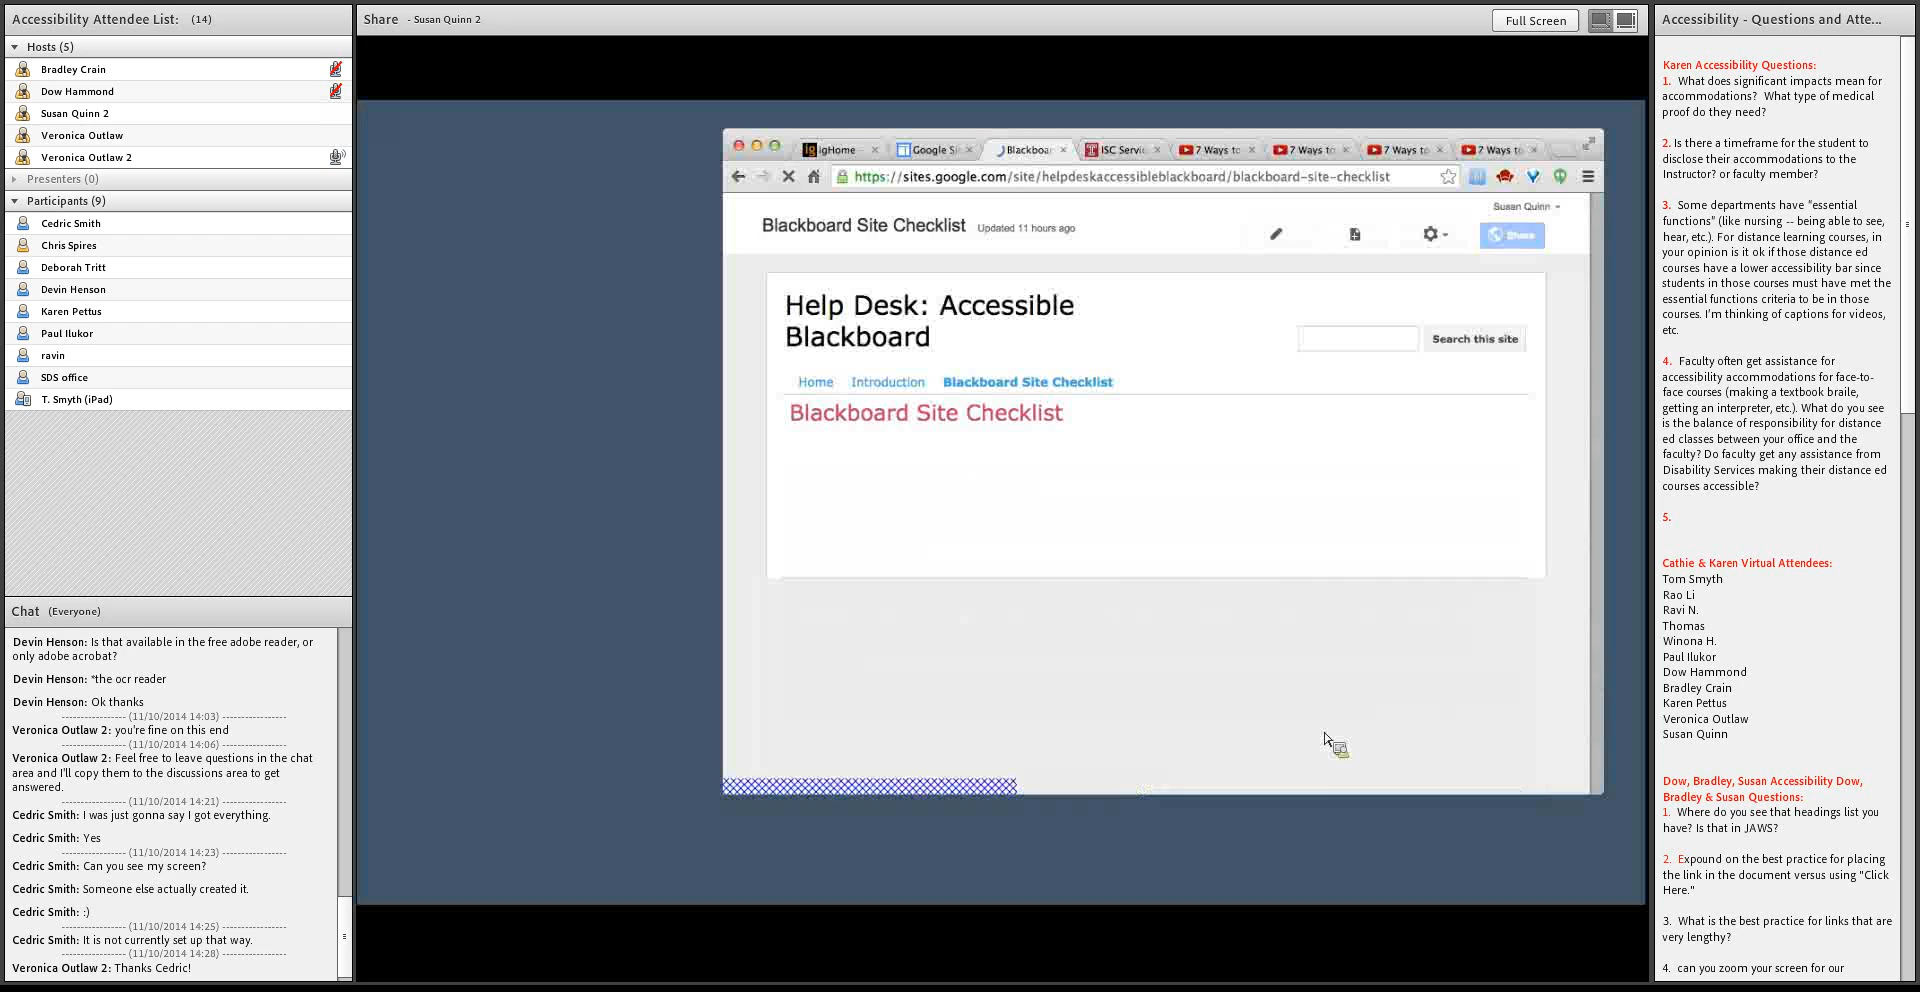 Accessibility Attendee List: (14)
Hosts (5)
Bradley Crain
Dow Hammond
Susan Quinn 2
Veronica Outlaw
Veronica Outlaw 2
Presenters (0)
Participants (9)
Cedric Smith
Chris Spires
Deborah Tritt
Devin Henson
Karen Pettus
Paul Ilukor
ravin
SDS office
T. Smyth (iPad)
Chat (Everyone)
Devin Henson: Is that available in the free adobe reader, or
only adobe acrobat?
Devin Henson: *the ocr reader
Devin Henson: Ok thanks
----------------- (11/10/2014 14:03) -----------------
Veronica Outlaw 2: you're fine on this end
----------------- (11/10/2014 14:06) -----------------
Veronica Outlaw 2: Feel free to leave questions in the chat
area and I'll copy them to the discussions area to get
answered.
----------------- (11/10/2014 14:21) -----------------
Cedric Smith: I was just gonna say I got everything.
Cedric Smith: Yes
----------------- (11/10/2014 14:23) -----------------
Cedric Smith: Can you see my screen?
Cedric Smith: Someone else actually created it.
Cedric Smith: :)
----------------- (11/10/2014 14:25) -----------------
Cedric Smith: It is not currently set up that way.
----------------- (11/10/2014 14:28) -----------------
Veronica Outlaw 2: Thanks Cedric!
Share - Susan Quinn 2
Full Screen
IgHome
Google Si
Blackboar
ISC Servic
7 Ways to
7 Ways to
7 Ways to
7 Ways to
https://sites.google.com/site/helpdeskaccessibleblackboard/blackboard-site-checklist
Susan Quinn
Blackboard Site Checklist Updated 11 hours ago
Share
Help Desk: Accessible
Blackboard
Search this site
Home Introduction Blackboard Site Checklist
Blackboard Site Checklist
Accessibility - Questions and Atte...
Karen Accessibility Questions:
1. What does significant impacts mean for
accommodations? What type of medical
proof do they need?
2. Is there a timeframe for the student to
disclose their accommodations to the
Instructor? or faculty member?
3. Some departments have "essential
functions" (like nursing -- being able to see,
hear, etc.). For distance learning courses, in
your opinion is it ok if those distance ed
courses have a lower accessibility bar since
students in those courses must have met the
essential functions criteria to be in those
courses. I'm thinking of captions for videos,
etc.
4. Faculty often get assistance for
accessibility accommodations for face-to-
face courses (making a textbook braile,
getting an interpreter, etc.). What do you see
is the balance of responsibility for distance
ed classes between your office and the
faculty? Do faculty get any assistance from
Disability Services making their distance ed
courses accessible?
5.
Cathie & Karen Virtual Attendees:
Tom Smyth
Rao Li
Ravi N.
Thomas
Winona H.
Paul Ilukor
Dow Hammond
Bradley Crain
Karen Pettus
Veronica Outlaw
Susan Quinn
Dow, Bradley, Susan Accessibility Dow,
Bradley & Susan Questions:
1. Where do you see that headings list you
have? Is that in JAWS?
2. Expound on the best practice for placing
the link in the document versus using "Click
Here."
3. What is the best practice for links that are
very lengthy?
4. can you zoom your screen for our